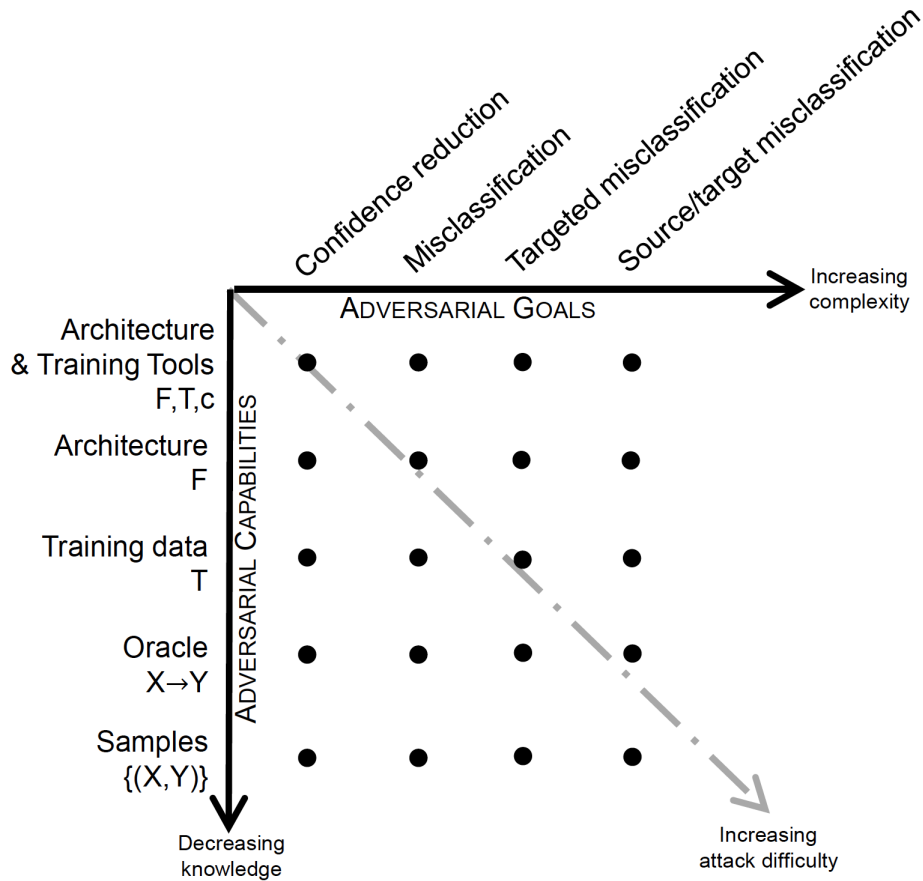 Confidence reduction
Misclassification
Targeted misclassification
Source/target misclassification
Increasing
complexity
ADVERSARIAL GOALS
Architecture
& Training Tools
F,T,c
Architecture
F
Training data
T
Oracle
X→Y
Samples
{(X,Y)}
ADVERSARIAL CAPABILITIES
Decreasing
knowledge
Increasing
attack difficulty